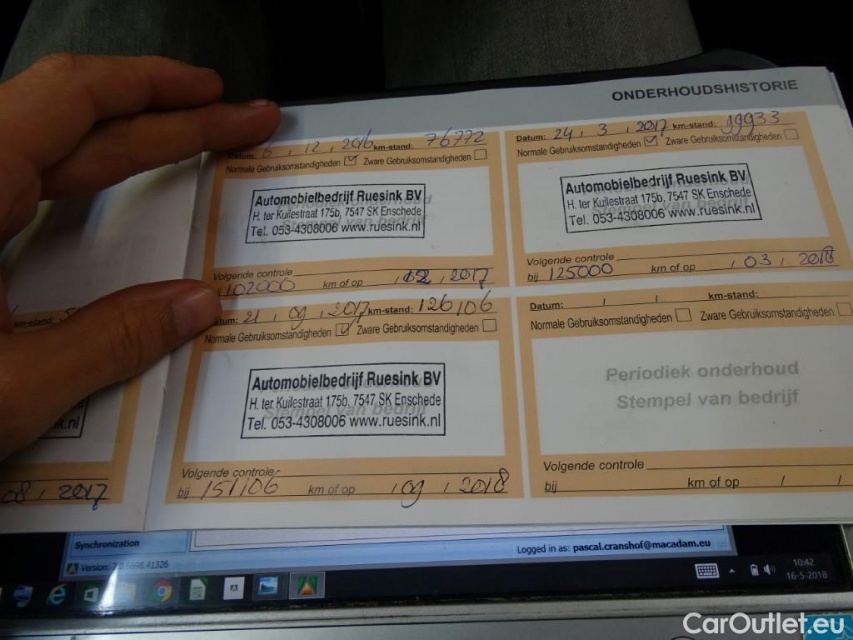 ONDERHOUDSHISTORIE
6 , 12 , 2016 km-stand: 76772
Normale Gebruiksomstandigheden Zware Gebruiksomstandigheden
Automobielbedrijf Ruesink BV
H. ter Kuilestraat 175b, 7547 SK Enschede
Tel. 053-4308006 www.ruesink.nl
Volgende controle
102000 km of op , 02 , 2017
Datum: 24 , 3 , 2017 km-stand: 99933
Normale Gebruiksomstandigheden Zware Gebruiksomstandigheden
Automobielbedrijf Ruesink BV
H. ter Kuilestraat 175b, 7547 SK Enschede
Tel. 053-4308006 www.ruesink.nl
Volgende controle
bij 125000 km of op , 03 , 2018
21 , 09 , 2017 km-stand: 126106
Normale Gebruiksomstandigheden Zware Gebruiksomstandigheden
Automobielbedrijf Ruesink BV
H. ter Kuilestraat 175b, 7547 SK Enschede
Tel. 053-4308006 www.ruesink.nl
Volgende controle
bij 151106 km of op , 09 , 2018
Datum: / / km-stand:
Normale Gebruiksomstandigheden Zware Gebruiksomstandigheden
Periodiek onderhoud
Stempel van bedrijf
Volgende controle
bij km of op / /
k.nl
08 , 2017
Synchronization
Logged in as: pascal.cranshof@macadam.eu
Version:
10:42
16-5-2018
CarOutlet.eu